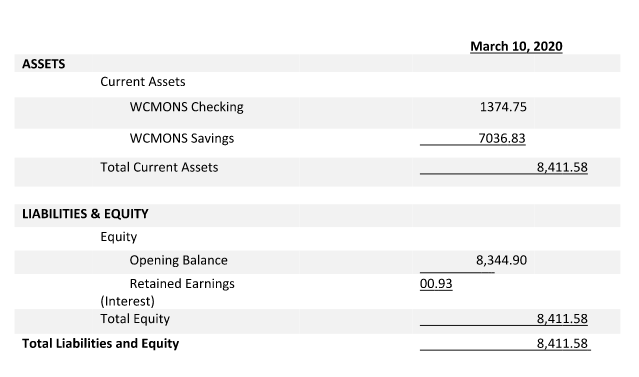 March 10, 2020
ASSETS
Current Assets
WCMONS Checking 1374.75
WCMONS Savings 7036.83
Total Current Assets 8,411.58
LIABILITIES & EQUITY
Equity
Opening Balance 8,344.90
Retained Earnings 00.93
(Interest)
Total Equity 8,411.58
Total Liabilities and Equity 8,411.58